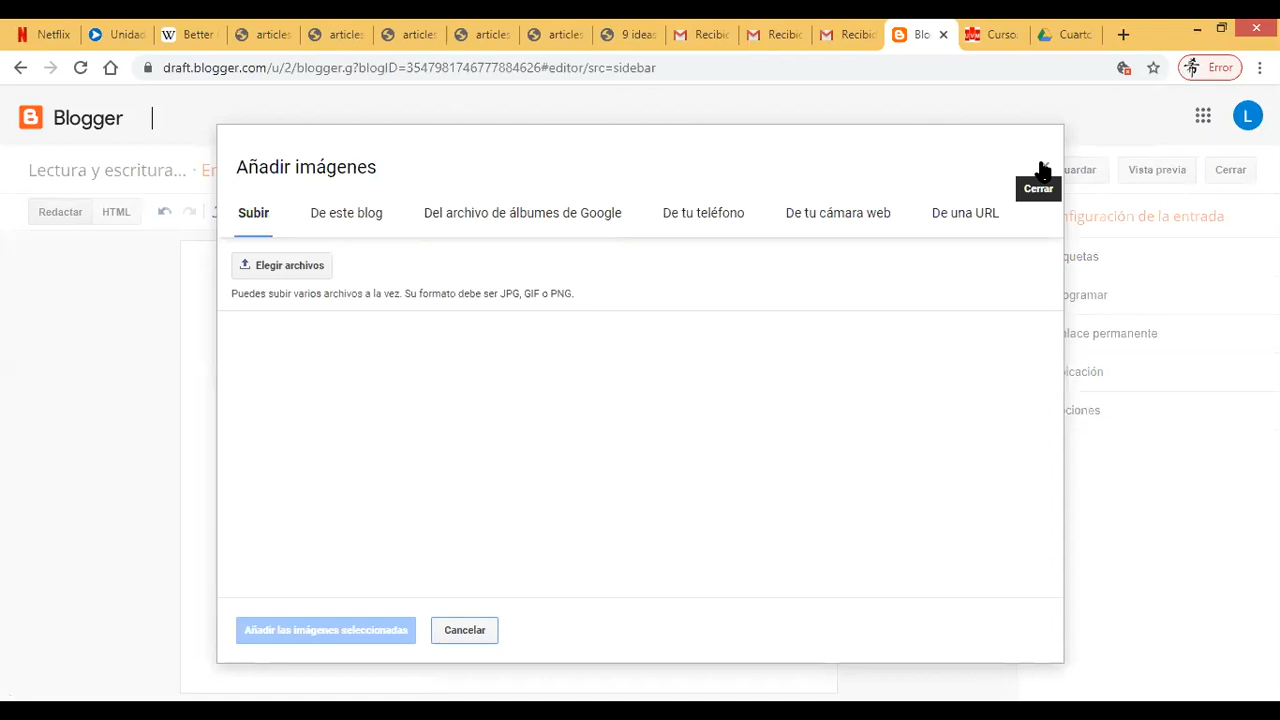 Netflix
Unidad
Better
articles
articles
articles
articles
articles
9 ideas
Recibid
Recibid
Recibid
Blo
Curso
Cuarto
draft.blogger.com/u/2/blogger.g?blogID=3547981746777884626#editor/src=sidebar
Error
Blogger
L
Lectura y escritura... · En
uardar
Vista previa
Cerrar
Redactar
HTML
Añadir imágenes
Cerrar
Subir
De este blog
Del archivo de álbumes de Google
De tu teléfono
De tu cámara web
De una URL
Elegir archivos
Puedes subir varios archivos a la vez. Su formato debe ser JPG, GIF o PNG.
nfiguración de la entrada
quetas
ogramar
lace permanente
icación
ciones
Añadir las imágenes seleccionadas
Cancelar